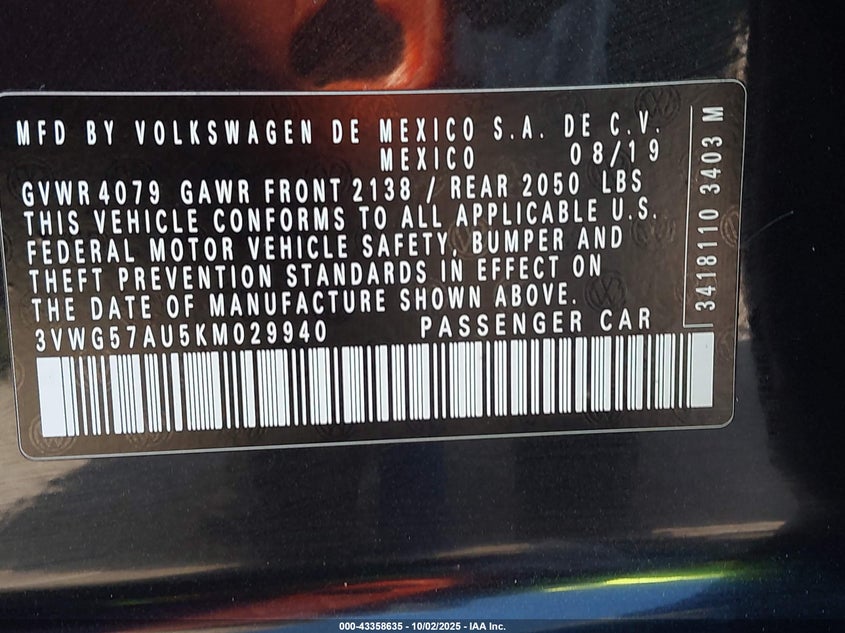 MFD BY VOLKSWAGEN DE MEXICO S.A. DE C.V.
MEXICO 08/19
GVWR 4079 GAWR FRONT 2138 / REAR 2050 LBS
THIS VEHICLE CONFORMS TO ALL APPLICABLE U.S.
FEDERAL MOTOR VEHICLE SAFETY, BUMPER AND
THEFT PREVENTION STANDARDS IN EFFECT ON
THE DATE OF MANUFACTURE SHOWN ABOVE.
3VWG57AU5KM029940 PASSENGER CAR
3418110 3403 M
000-43358635 - 10/02/2025 - IAA Inc.